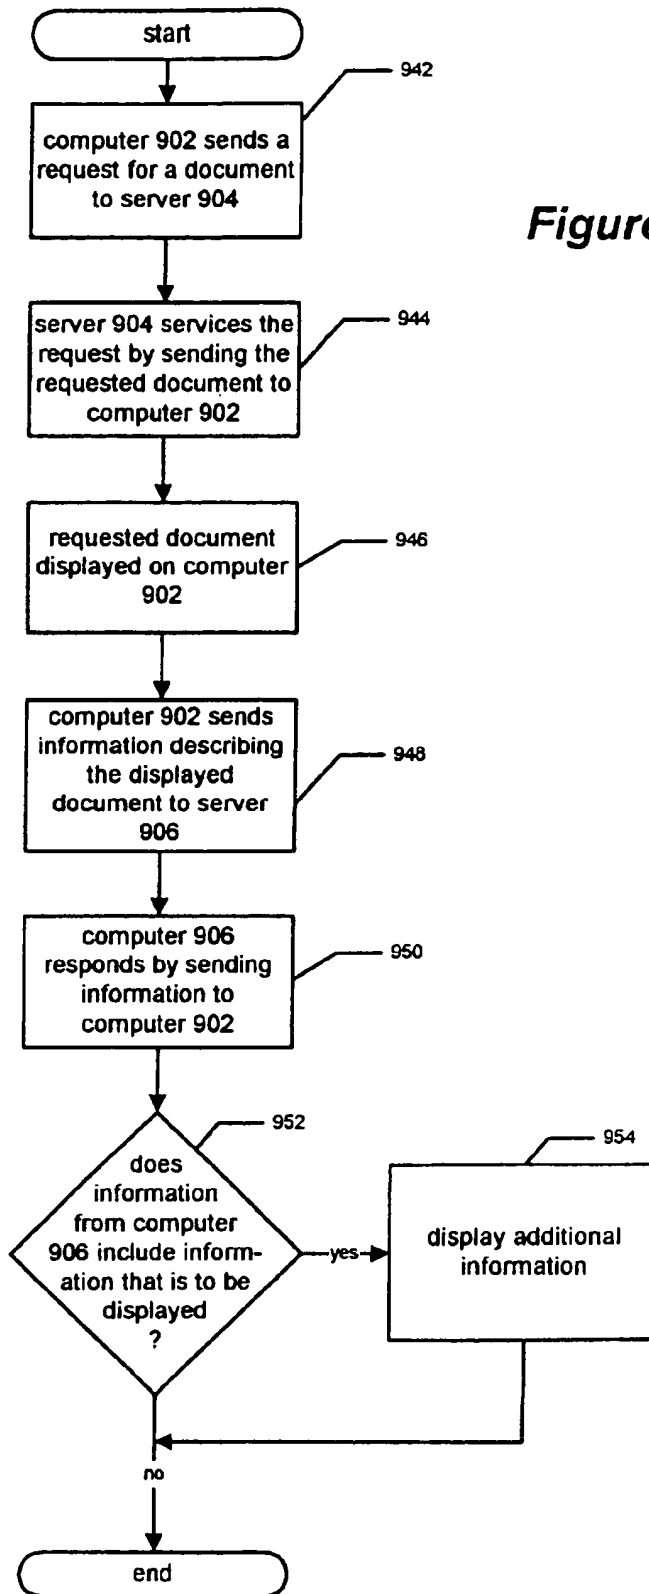 start
942
computer 902 sends a
request for a document
to server 904
Figure
server 904 services the
request by sending the
requested document to
computer 902
944
requested document
displayed on computer
902
946
computer 902 sends
information describing
the displayed
document to server
906
948
computer 906
responds by sending
information to
computer 902
950
952
does
information
from computer
906 include inform-
ation that is to be
displayed
?
yes
954
display additional
information
no
end